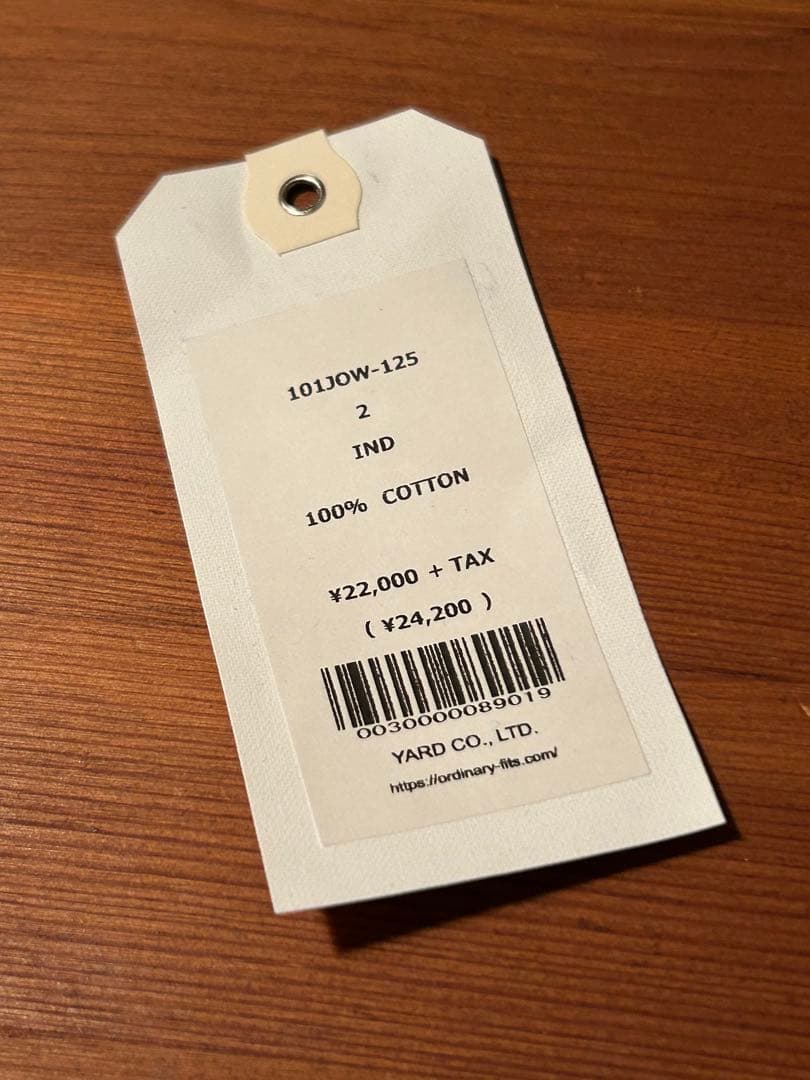 101JOW-125
2
IND
100% COTTON
¥22,000 + TAX
( ¥24,200 )
0030000089019
YARD CO., LTD.
https://ordinary-fits.com/